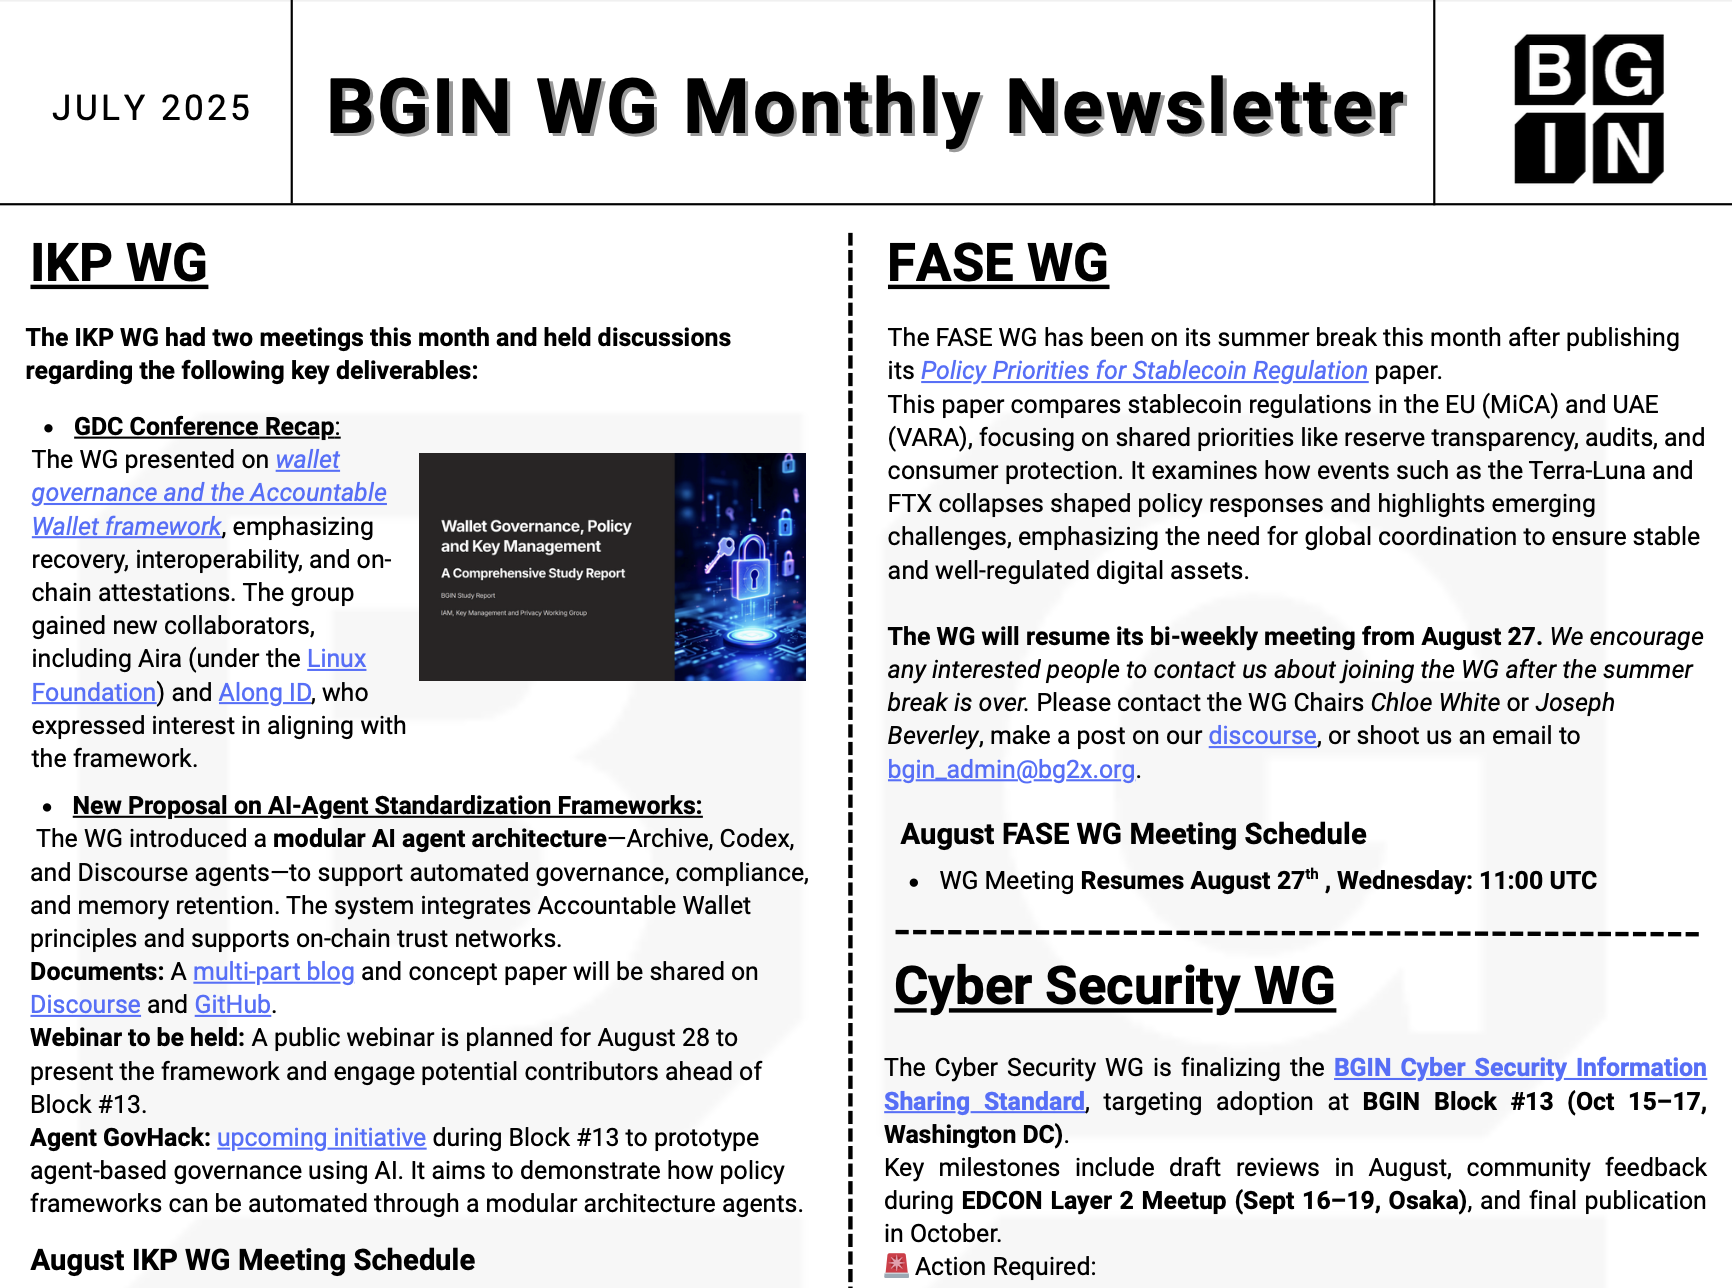 JULY 2025
BGIN WG Monthly Newsletter
B G
I N
IKP WG
The IKP WG had two meetings this month and held discussions
regarding the following key deliverables:
• GDC Conference Recap:
The WG presented on wallet
governance and the Accountable
Wallet framework, emphasizing
recovery, interoperability, and on-
chain attestations. The group
gained new collaborators,
including Aira (under the Linux
Foundation) and Along ID, who
expressed interest in aligning with
the framework.
Wallet Governance, Policy
and Key Management
A Comprehensive Study Report
BGIN Study Report
IAM, Key Management and Privacy Working Group
• New Proposal on AI-Agent Standardization Frameworks:
The WG introduced a modular AI agent architecture—Archive, Codex,
and Discourse agents—to support automated governance, compliance,
and memory retention. The system integrates Accountable Wallet
principles and supports on-chain trust networks.
Documents: A multi-part blog and concept paper will be shared on
Discourse and GitHub.
Webinar to be held: A public webinar is planned for August 28 to
present the framework and engage potential contributors ahead of
Block #13.
Agent GovHack: upcoming initiative during Block #13 to prototype
agent-based governance using AI. It aims to demonstrate how policy
frameworks can be automated through a modular architecture agents.
August IKP WG Meeting Schedule
FASE WG
The FASE WG has been on its summer break this month after publishing
its Policy Priorities for Stablecoin Regulation paper.
This paper compares stablecoin regulations in the EU (MiCA) and UAE
(VARA), focusing on shared priorities like reserve transparency, audits, and
consumer protection. It examines how events such as the Terra-Luna and
FTX collapses shaped policy responses and highlights emerging
challenges, emphasizing the need for global coordination to ensure stable
and well-regulated digital assets.
The WG will resume its bi-weekly meeting from August 27. We encourage
any interested people to contact us about joining the WG after the summer
break is over. Please contact the WG Chairs Chloe White or Joseph
Beverley, make a post on our discourse, or shoot us an email to
bgin_admin@bg2x.org.
August FASE WG Meeting Schedule
• WG Meeting Resumes August 27th , Wednesday: 11:00 UTC
Cyber Security WG
The Cyber Security WG is finalizing the BGIN Cyber Security Information
Sharing Standard, targeting adoption at BGIN Block #13 (Oct 15–17,
Washington DC).
Key milestones include draft reviews in August, community feedback
during EDCON Layer 2 Meetup (Sept 16–19, Osaka), and final publication
in October.
🚨 Action Required: